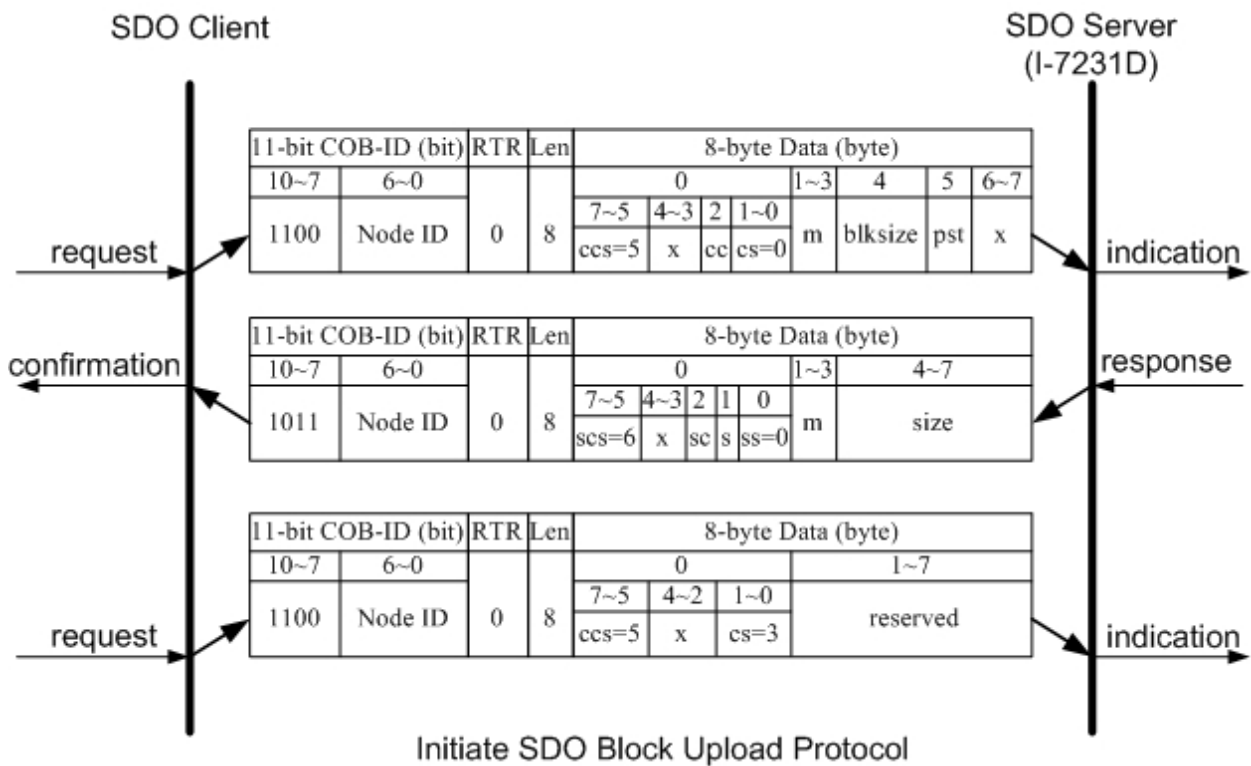 SDO Client
SDO Server
(I-7231D)
11-bit COB-ID (bit) RTR Len 8-byte Data (byte)
10~7 6~0 0 1~3 4 5 6~7
7~5 4~3 2 1~0
1100 Node ID 0 8 ccs=5 x cc cs=0 m blksize pst x
request
indication
11-bit COB-ID (bit) RTR Len 8-byte Data (byte)
10~7 6~0 0 1~3 4~7
confirmation
response
7~5 4~3 2 1 0
1011 Node ID 0 8 scs=6 x sc s ss=0 m size
11-bit COB-ID (bit) RTR Len 8-byte Data (byte)
10~7 6~0 0 1~7
7~5 4~2 1~0
1100 Node ID 0 8 ccs=5 x cs=3 reserved
request
indication
Initiate SDO Block Upload Protocol